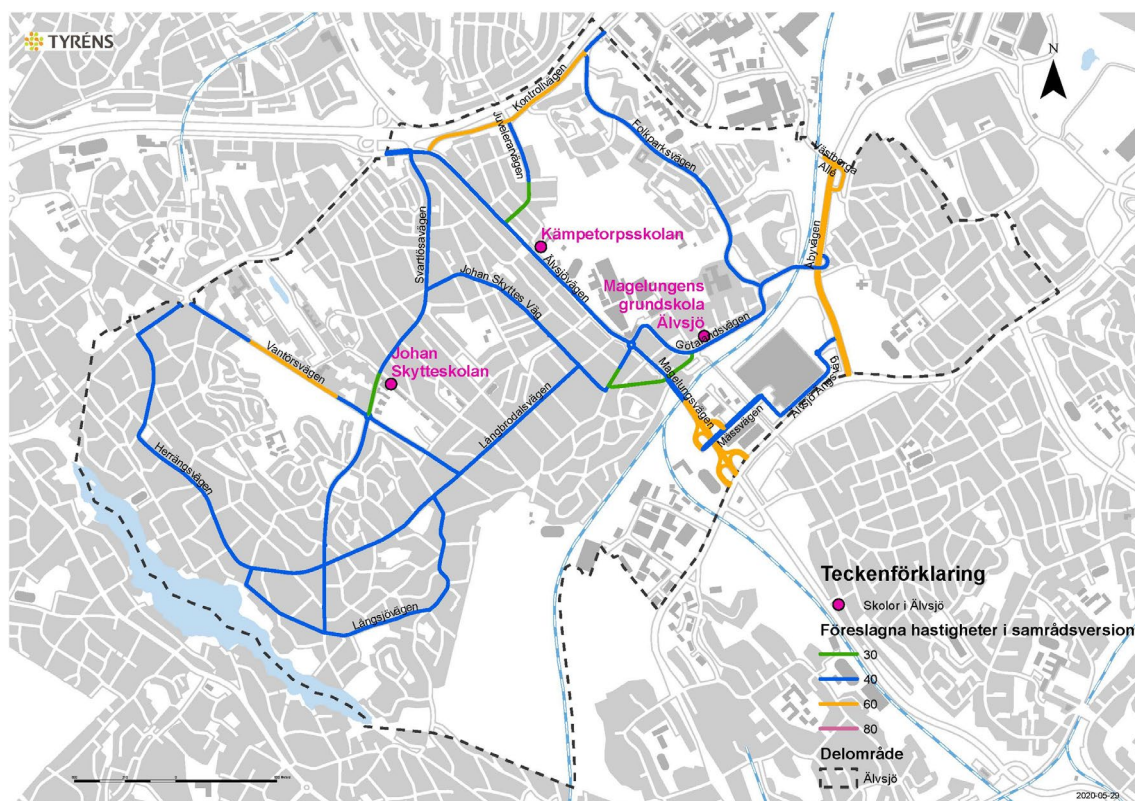 TYRÉNS
N
Kontrollvägen
Juvelerarvägen
Folkparksvägen
Västberga
Allé
Åbyvägen
Svartlösavägen
Kämpetorpsskolan
Älvsjövägen
Johan Skyttes Väg
Magelungens
grundskola
Älvsjö
Götalandsvägen
Vantörsvägen
Johan
Skytteskolan
Magelungsvägen
Långbrodalsvägen
Mässvägen
Älvsjö Ängsväg
Herrängsvägen
Långsjövägen
Teckenförklaring
Skolor i Älvsjö
Föreslagna hastigheter i samrådsversion
30
40
60
80
Delområde
Älvsjö
2020-05-29